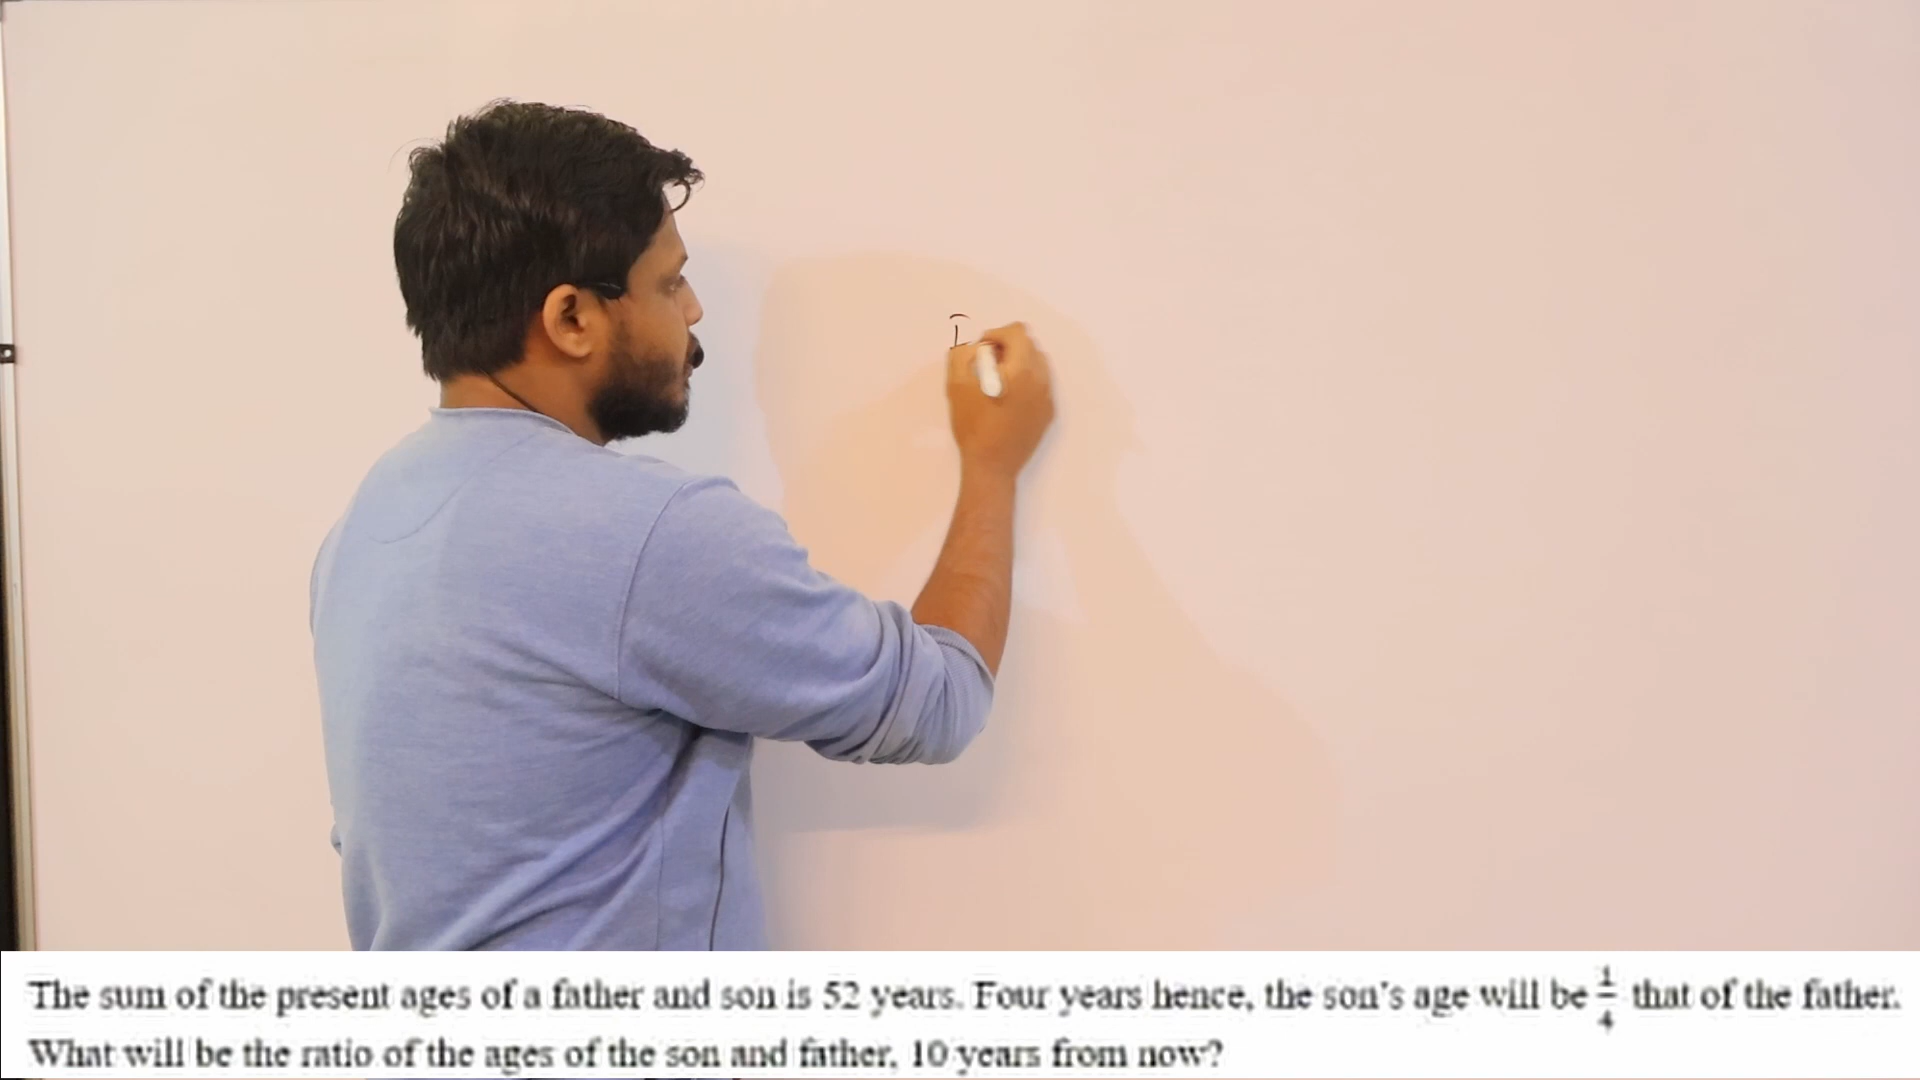 F
The sum of the present ages of a father and son is 52 years. Four years hence, the son's age will be 1/4 that of the father.
What will be the ratio of the ages of the son and father, 10 years from now?